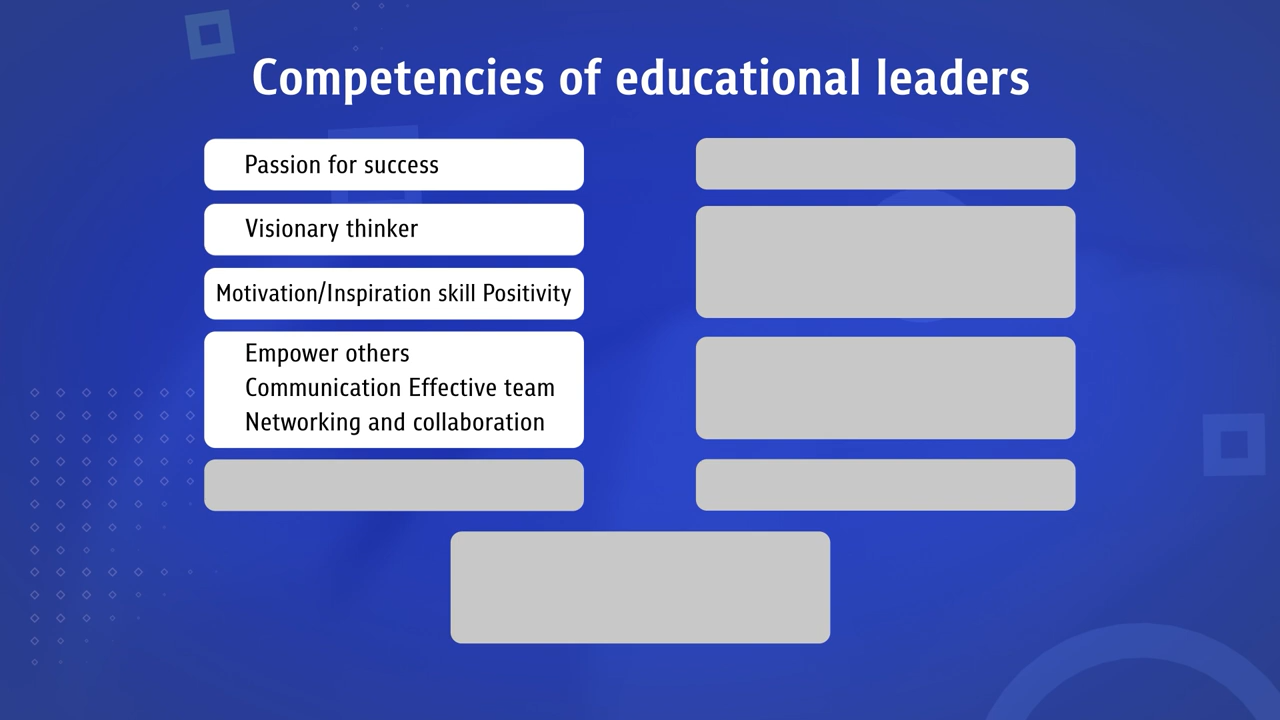 Competencies of educational leaders
Passion for success
Visionary thinker
Motivation/Inspiration skill Positivity
Empower others
Communication Effective team
Networking and collaboration